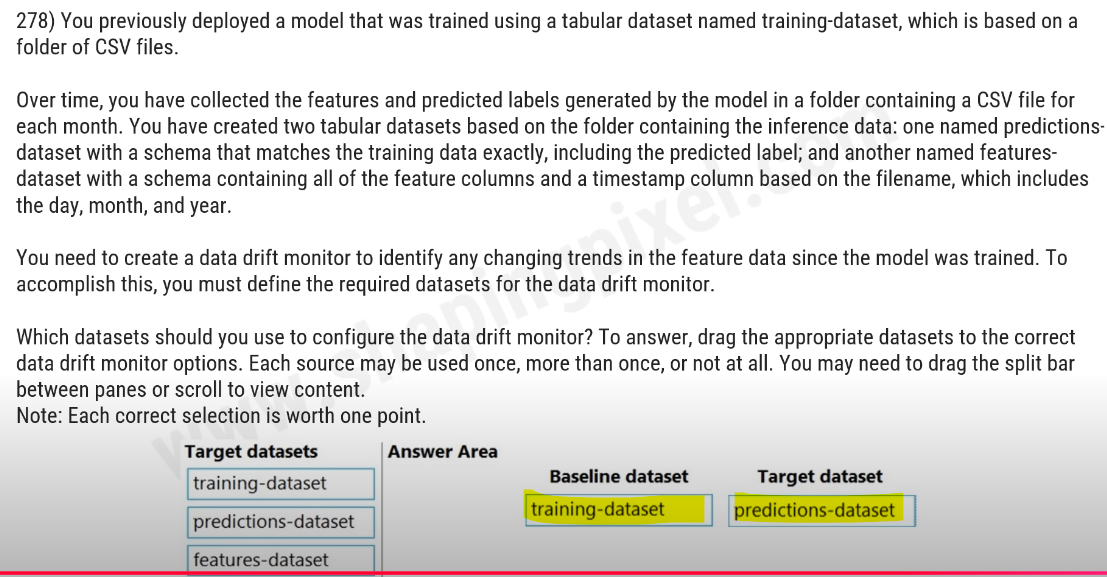 278) You previously deployed a model that was trained using a tabular dataset named training-dataset, which is based on a
folder of CSV files.
Over time, you have collected the features and predicted labels generated by the model in a folder containing a CSV file for
each month. You have created two tabular datasets based on the folder containing the inference data: one named predictions-
dataset with a schema that matches the training data exactly, including the predicted label; and another named features-
dataset with a schema containing all of the feature columns and a timestamp column based on the filename, which includes
the day, month, and year.
You need to create a data drift monitor to identify any changing trends in the feature data since the model was trained. To
accomplish this, you must define the required datasets for the data drift monitor.
Which datasets should you use to configure the data drift monitor? To answer, drag the appropriate datasets to the correct
data drift monitor options. Each source may be used once, more than once, or not at all. You may need to drag the split bar
between panes or scroll to view content.
Note: Each correct selection is worth one point.
Target datasets
Answer Area
training-dataset
predictions-dataset
features-dataset
Baseline dataset
Target dataset
training-dataset
predictions-dataset
www.shapingpixel.com